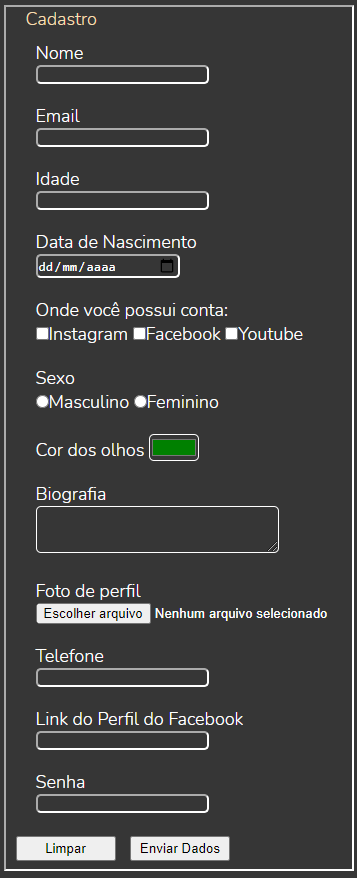 Cadastro
Nome
Email
Idade
Data de Nascimento
dd/mm/aaaa
Onde você possui conta:
Instagram Facebook Youtube
Sexo
Masculino Feminino
Cor dos olhos
Biografia
Foto de perfil
Escolher arquivo Nenhum arquivo selecionado
Telefone
Link do Perfil do Facebook
Senha
Limpar Enviar Dados